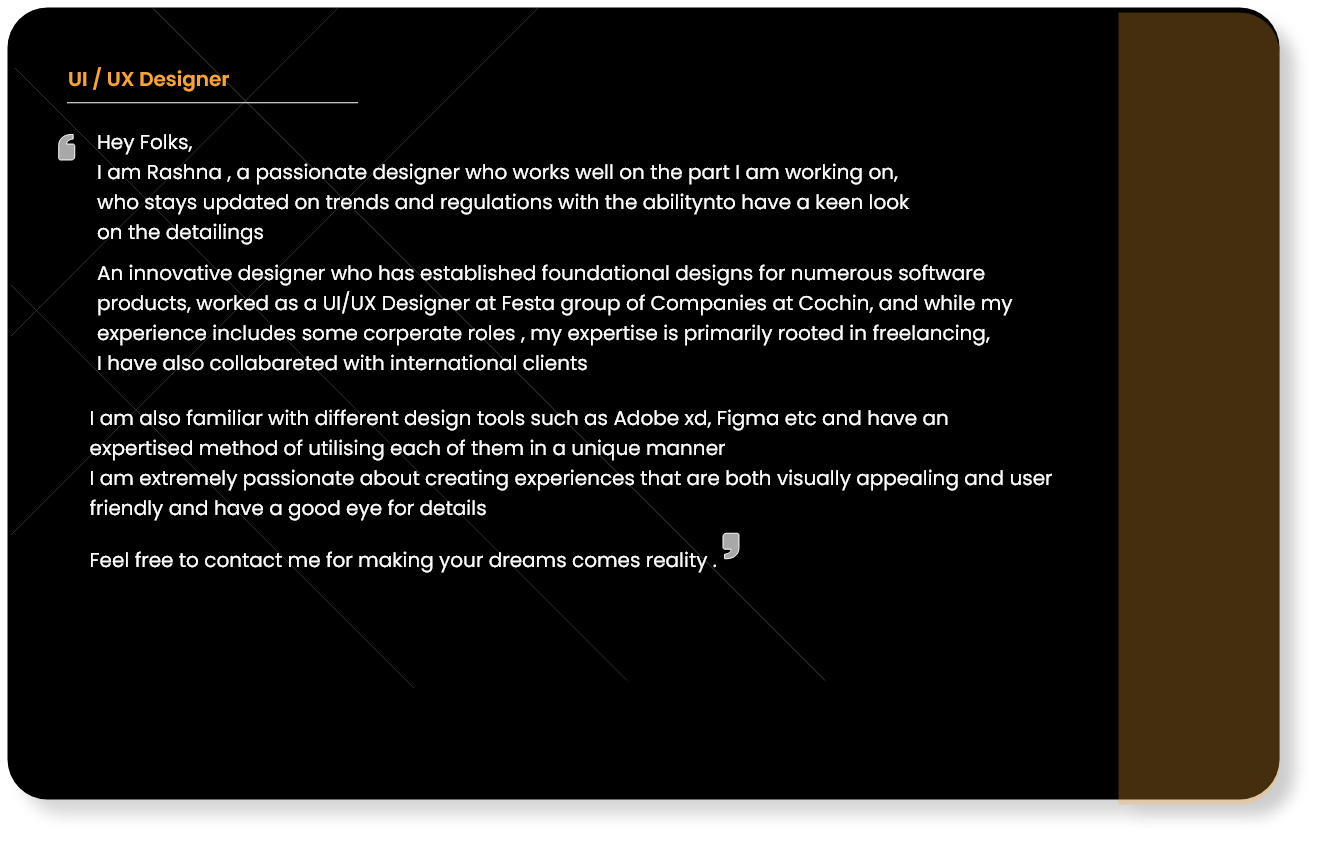 UI / UX Designer
Hey Folks,
I am Rashna , a passionate designer who works well on the part I am working on,
who stays updated on trends and regulations with the abilitynto have a keen look
on the detailings
An innovative designer who has established foundational designs for numerous software
products, worked as a UI/UX Designer at Festa group of Companies at Cochin, and while my
experience includes some corperate roles , my expertise is primarily rooted in freelancing,
I have also collabareted with international clients
I am also familiar with different design tools such as Adobe xd, Figma etc and have an
expertised method of utilising each of them in a unique manner
I am extremely passionate about creating experiences that are both visually appealing and user
friendly and have a good eye for details
Feel free to contact me for making your dreams comes reality .